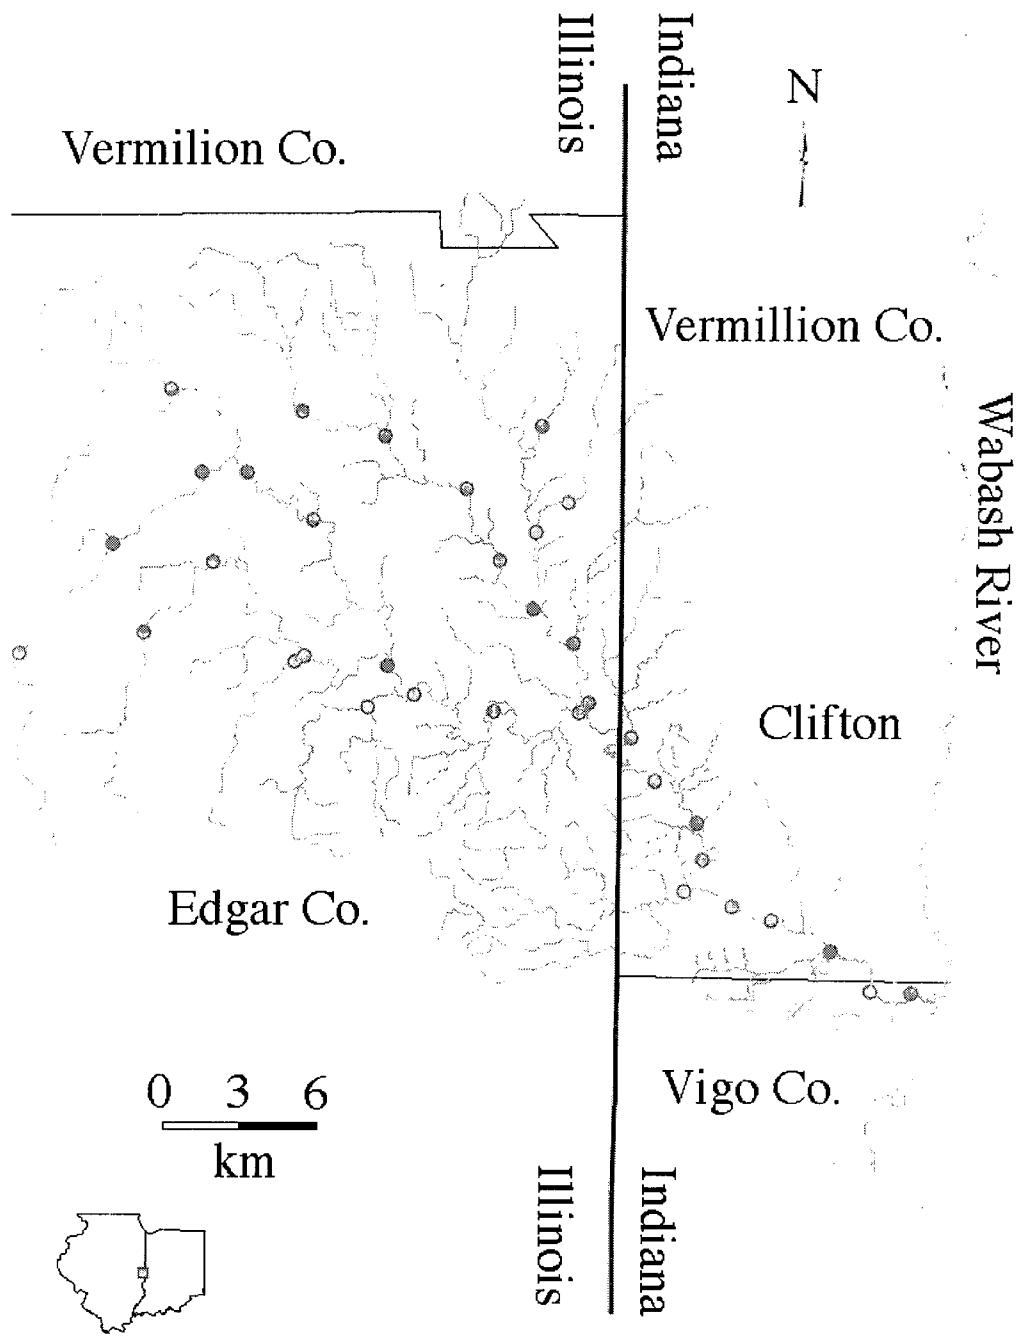 Illinois
Indiana
N
Vermilion Co.
Vermillion Co.
Wabash River
Clifton
Edgar Co.
0 3 6
km
Vigo Co.
Illinois
Indiana